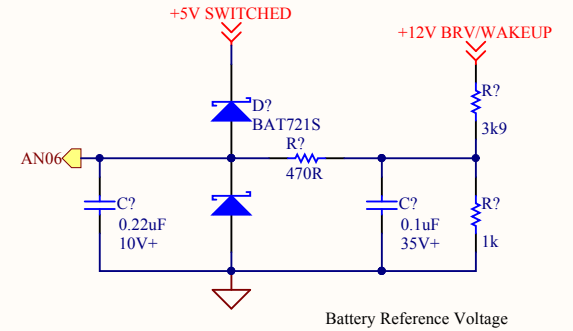 +5V SWITCHED
+12V BRV/WAKEUP
D?
BAT721S
R?
3k9
AN06
R?
470R
C?
0.22uF
10V+
C?
0.1uF
35V+
R?
1k
Battery Reference Voltage